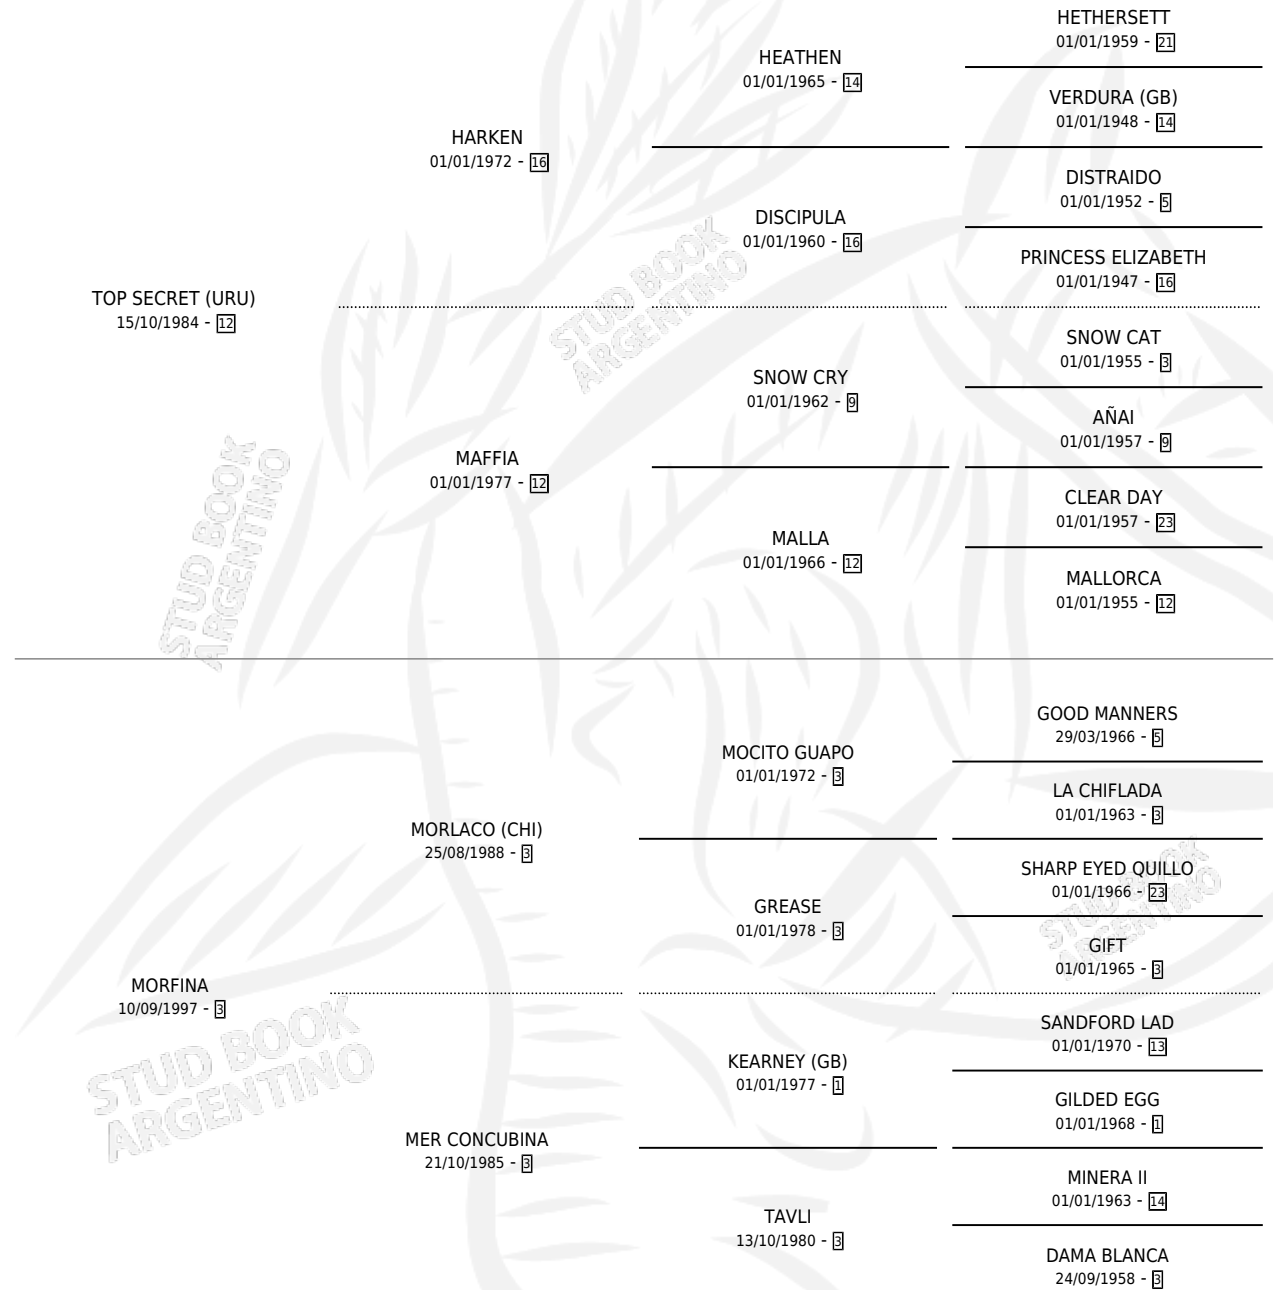 HETHERSETT
01/01/1959 - 21
HEATHEN
01/01/1965 - 14
VERDURA (GB)
01/01/1948 - 14
HARKEN
01/01/1972 - 16
DISTRAIDO
01/01/1952 - 5
DISCIPULA
01/01/1960 - 16
PRINCESS ELIZABETH
01/01/1947 - 16
TOP SECRET (URU)
15/10/1984 - 12
SNOW CAT
01/01/1955 - 3
SNOW CRY
01/01/1962 - 9
AÑAI
01/01/1957 - 9
MAFFIA
01/01/1977 - 12
CLEAR DAY
01/01/1957 - 23
MALLA
01/01/1966 - 12
MALLORCA
01/01/1955 - 12
STUD BOOK
ARGENTINO
STUD BOOK
ARGENTINO
GOOD MANNERS
29/03/1966 - 5
MOCITO GUAPO
01/01/1972 - 3
LA CHIFLADA
01/01/1963 - 3
MORLACO (CHI)
25/08/1988 - 3
SHARP EYED QUILLO
01/01/1966 - 23
GREASE
01/01/1978 - 3
GIFT
01/01/1965 - 3
STUD BOOK
ARGENTINO
MORFINA
10/09/1997 - 3
SANDFORD LAD
01/01/1970 - 13
KEARNEY (GB)
01/01/1977 - 1
GILDED EGG
01/01/1968 - 1
STUD BOOK
ARGENTINO
MER CONCUBINA
21/10/1985 - 3
MINERA II
01/01/1963 - 14
TAVLI
13/10/1980 - 3
DAMA BLANCA
24/09/1958 - 3